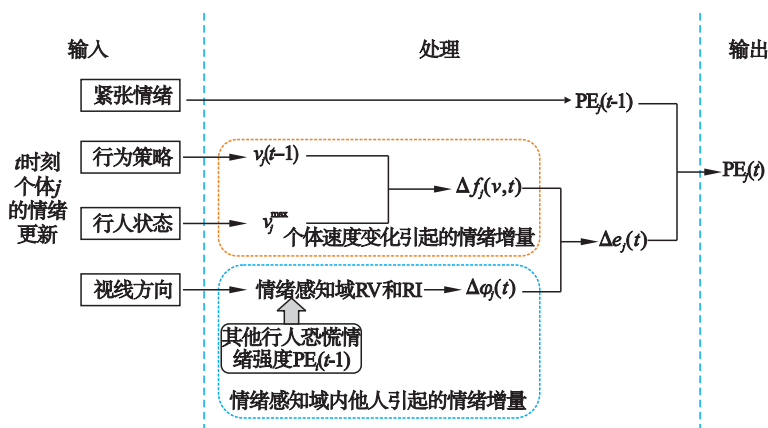 输入
处理
输出
紧张情绪
PEⱼ(t-1)
t时刻
个体j
的情绪
更新
行为策略
vⱼ(t−1)
Δfⱼ(v,t)
PEⱼ(t)
行人状态
vⱼᵐᵃˣ
个体速度变化引起的情绪增量
Δeⱼ(t)
视线方向
情绪感知域RV和RI
Δφⱼ(t)
其他行人恐慌情
绪强度PEᵢ(t-1)
情绪感知域内他人引起的情绪增量